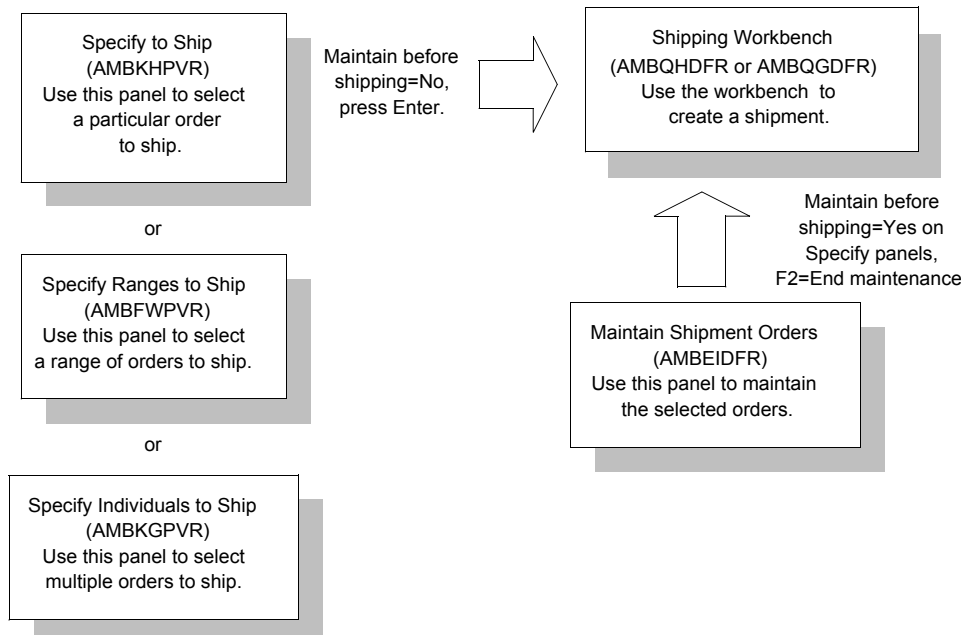 Specify to Ship
(AMBKHPVR)
Use this panel to select
a particular order
to ship.
Maintain before
shipping=No,
press Enter.
Shipping Workbench
(AMBQHDFR or AMBQGDFR)
Use the workbench to
create a shipment.
or
Specify Ranges to Ship
(AMBFWPVR)
Use this panel to select
a range of orders to ship.
Maintain before
shipping=Yes on
Specify panels,
F2=End maintenance
Maintain Shipment Orders
(AMBEIDFR)
Use this panel to maintain
the selected orders.
or
Specify Individuals to Ship
(AMBKGPVR)
Use this panel to select
multiple orders to ship.